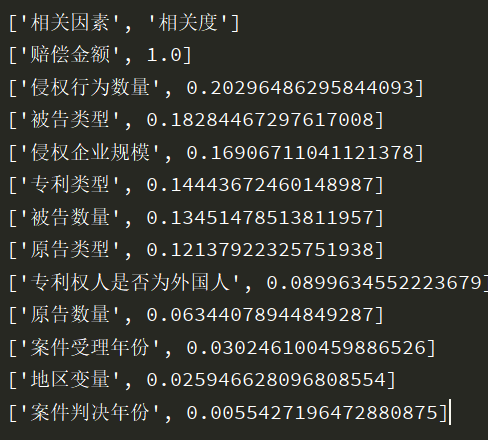 ['相关因素', '相关度']
['赔偿金额', 1.0]
['侵权行为数量', 0.20296486295844093]
['被告类型', 0.18284467297617008]
['侵权企业规模', 0.16906711041121378]
['专利类型', 0.14443672460148987]
['被告数量', 0.13451478513811957]
['原告类型', 0.12137922325751938]
['专利权人是否为外国人', 0.0899634552223679]
['原告数量', 0.06344078944849287]
['案件受理年份', 0.030246100459886526]
['地区变量', 0.025946628096808554]
['案件判决年份', 0.0055427196472880875]